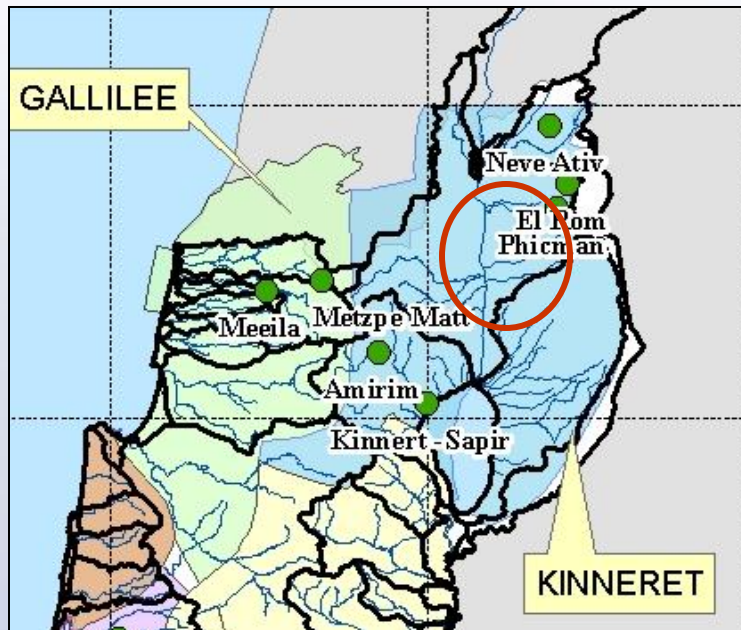 GALLILEE
Neve Ativ
El Rom
Phicman
Meeila
Metzpe Matt
Amirim
Kinnert-Sapir
KINNERET